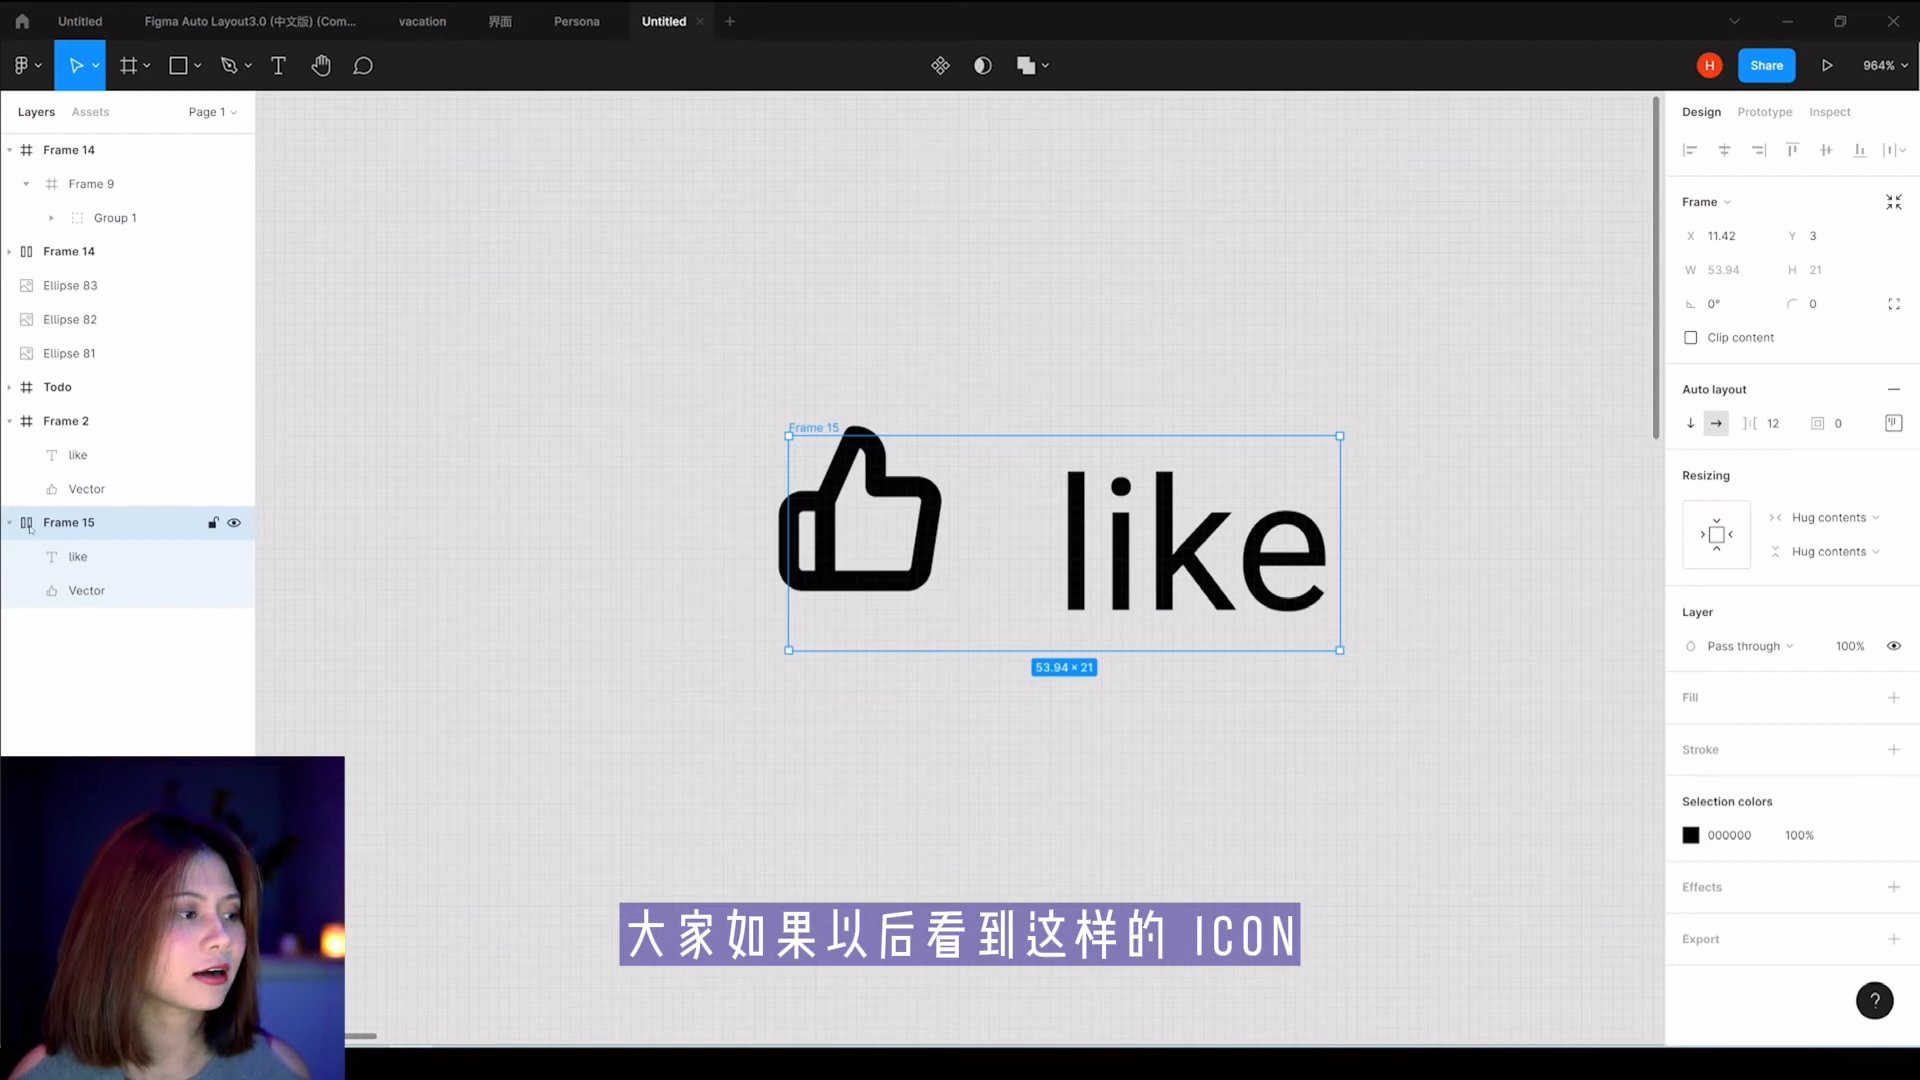 Untitled
Figma Auto Layout3.0 (中文版) (Com...
vacation
界面
Persona
Untitled
H
Share
964%
Layers
Assets
Page 1
Frame 14
Frame 9
Group 1
Frame 14
Ellipse 83
Ellipse 82
Ellipse 81
Todo
Frame 2
like
Vector
Frame 15
like
Vector
Frame 15
like
53.94 × 21
Design
Prototype
Inspect
Frame
X 11.42
Y 3
W 53.94
H 21
0°
0
Clip content
Auto layout
12
0
Resizing
Hug contents
Hug contents
Layer
Pass through
100%
Fill
Stroke
Selection colors
000000
100%
Effects
Export
?
大家如果以后看到这样的 ICON